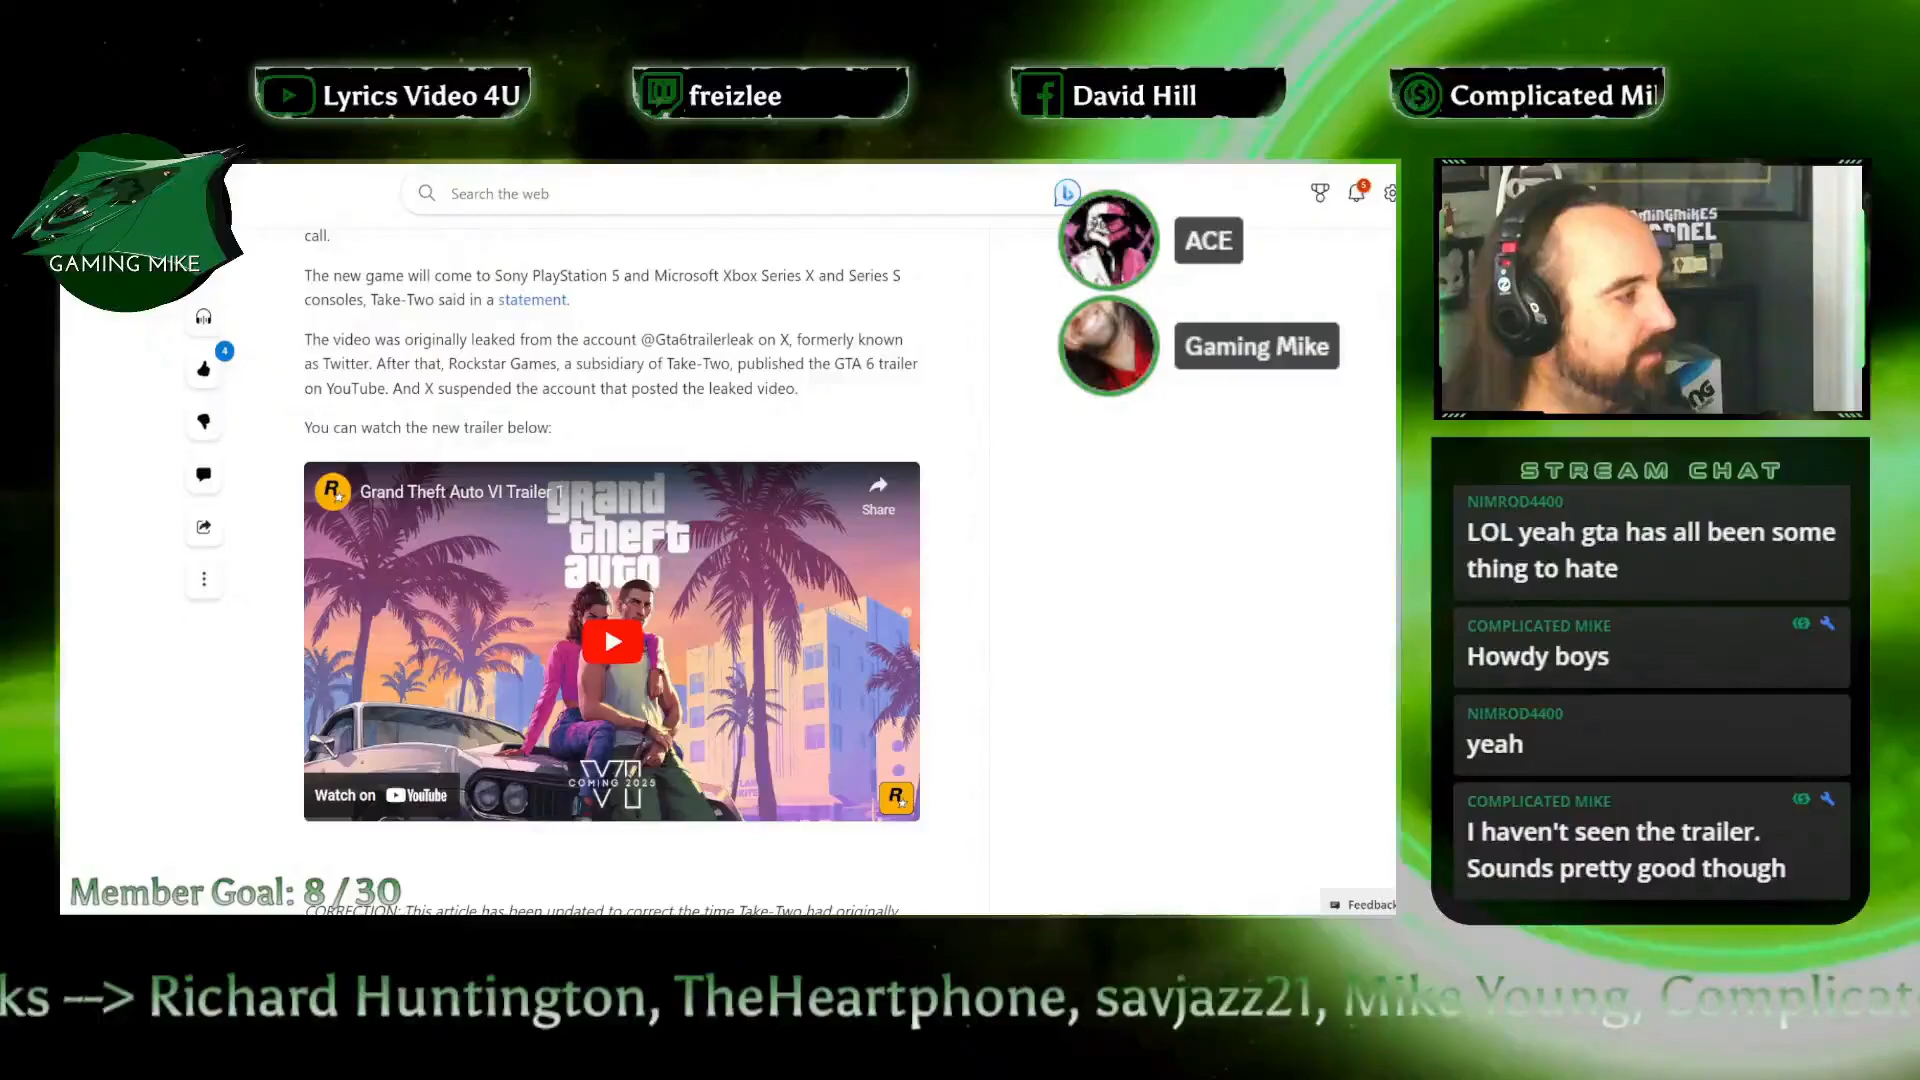 Lyrics Video 4U
freizlee
David Hill
Complicated Mi
GAMING MIKE
Search the web
5
ACE
Gaming Mike
call.
The new game will come to Sony PlayStation 5 and Microsoft Xbox Series X and Series S
consoles, Take-Two said in a statement.
The video was originally leaked from the account @Gta6trailerleak on X, formerly known
as Twitter. After that, Rockstar Games, a subsidiary of Take-Two, published the GTA 6 trailer
on YouTube. And X suspended the account that posted the leaked video.
4
You can watch the new trailer below:
Grand Theft Auto VI Trailer 1
Share
grand
theft
auto
VI
COMING 2025
Watch on YouTube
Member Goal: 8 / 30
CORRECTION: This article has been updated to correct the time Take-Two had originally
Feedback
STREAM CHAT
NIMROD4400
LOL yeah gta has all been some
thing to hate
COMPLICATED MIKE
Howdy boys
NIMROD4400
yeah
COMPLICATED MIKE
I haven't seen the trailer.
Sounds pretty good though
ks --> Richard Huntington, TheHeartphone, savjazz21, Mike Young, Complicat